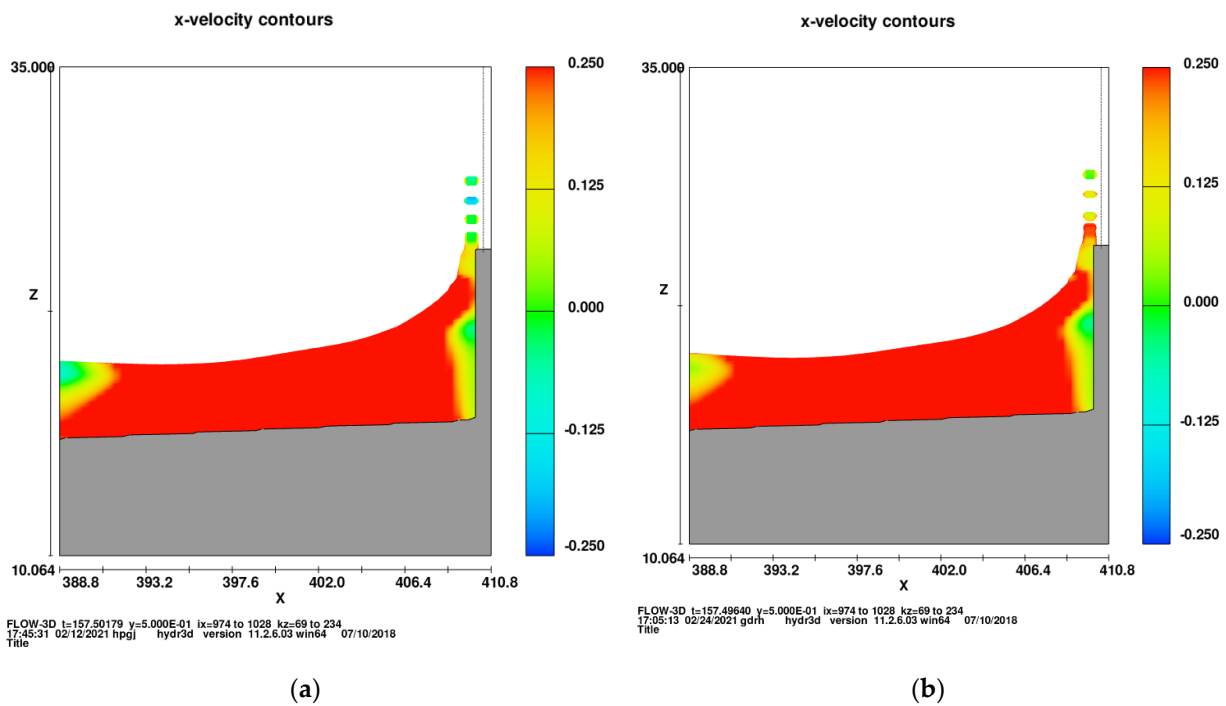 x-velocity contours
35.000
Z
10.064
388.8 393.2 397.6 402.0 406.4 410.8
X
0.250
0.125
0.000
-0.125
-0.250
FLOW-3D t=157.50179 y=5.000E-01 ix=974 to 1028 kz=69 to 234
17:45:31 02/12/2021 hpgj hydr3d version 11.2.6.03 win64 07/10/2018
Title
(a)
x-velocity contours
35.000
Z
10.064
388.8 393.2 397.6 402.0 406.4 410.8
X
0.250
0.125
0.000
-0.125
-0.250
FLOW-3D t=157.49640 y=5.000E-01 ix=974 to 1028 kz=69 to 234
17:05:13 02/24/2021 gdrh hydr3d version 11.2.6.03 win64 07/10/2018
Title
(b)